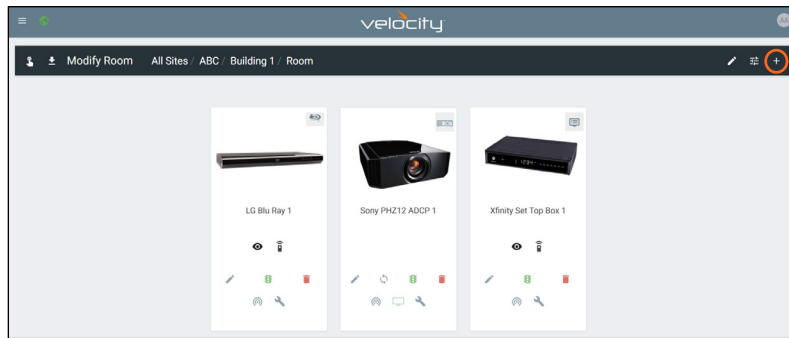 velocity
AA
Modify Room All Sites / ABC / Building 1 / Room
LG Blu Ray 1
Sony PHZ12 ADCP 1
Xfinity Set Top Box 1